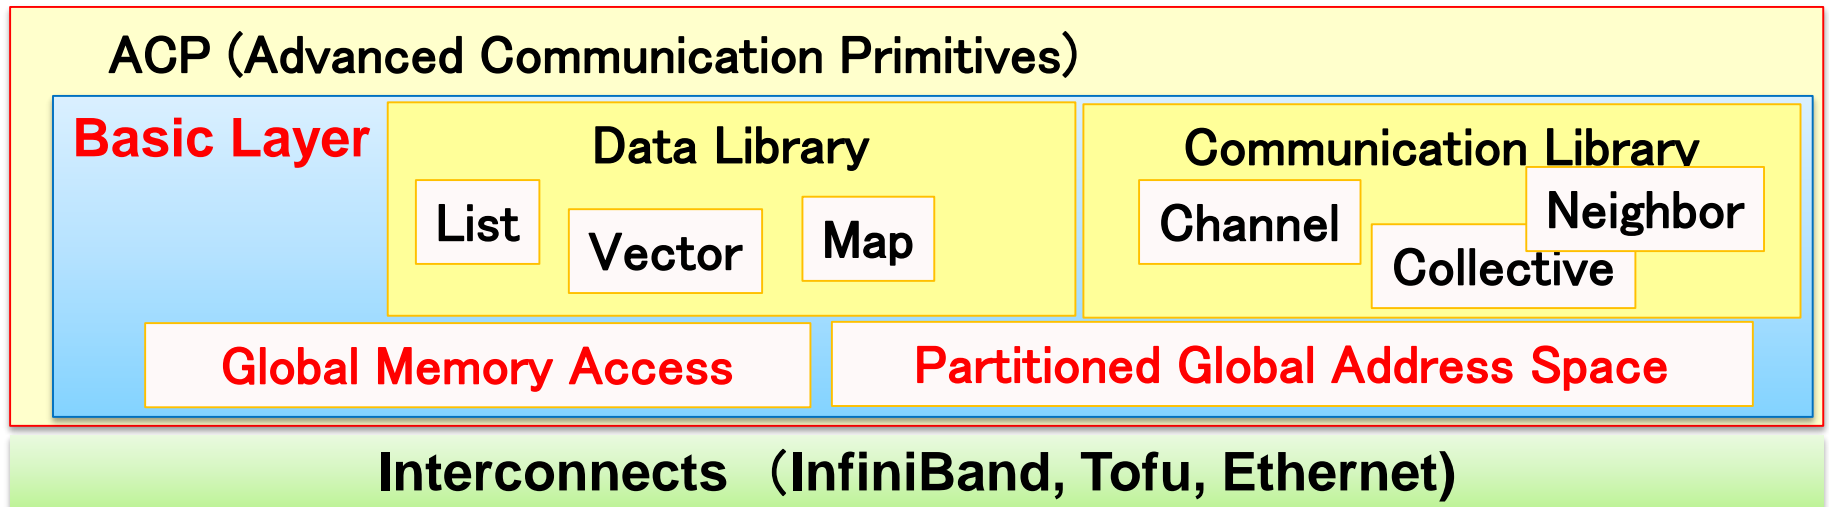 ACP (Advanced Communication Primitives)
Basic Layer
Data Library
List
Vector
Map
Communication Library
Channel
Collective
Neighbor
Global Memory Access
Partitioned Global Address Space
Interconnects （InfiniBand, Tofu, Ethernet)